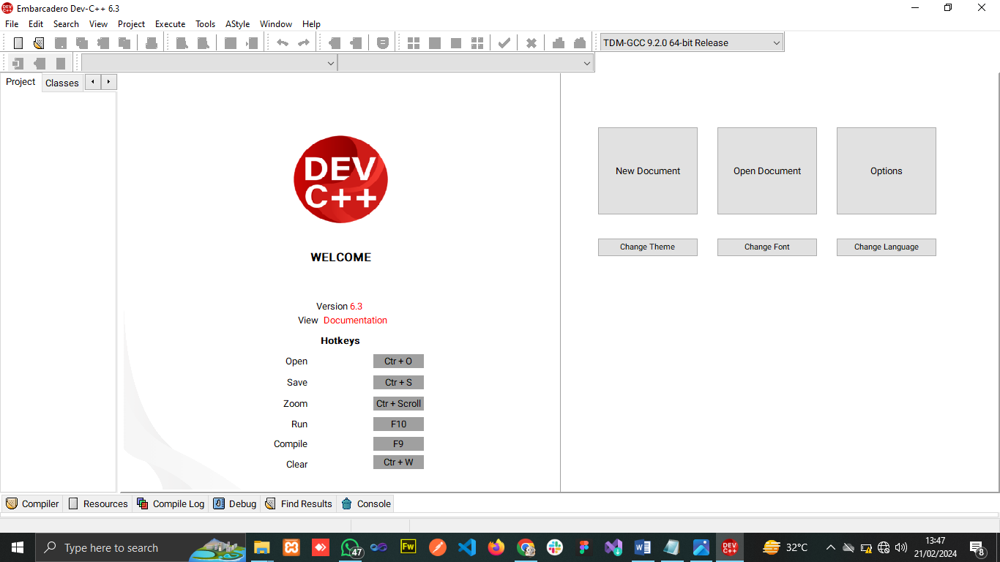 Embarcadero Dev-C++ 6.3
File Edit Search View Project Execute Tools AStyle Window Help
TDM-GCC 9.2.0 64-bit Release
Project Classes
DEV
C++
WELCOME
Version 6.3
View Documentation
Hotkeys
Open Ctr + O
Save Ctr + S
Zoom Ctr + Scroll
Run F10
Compile F9
Clear Ctr + W
New Document Open Document Options
Change Theme Change Font Change Language
Compiler Resources Compile Log Debug Find Results Console
Type here to search
47
Fw
DEV
C++
32°C
13:47
21/02/2024
8